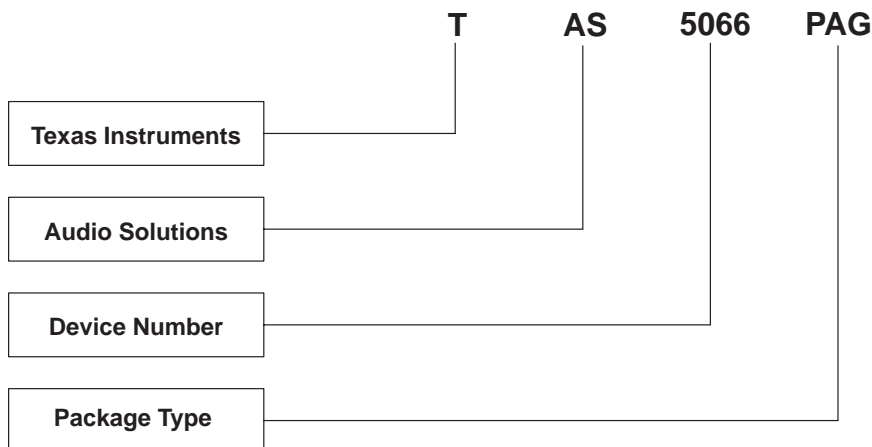 T AS 5066 PAG
Texas Instruments
Audio Solutions
Device Number
Package Type